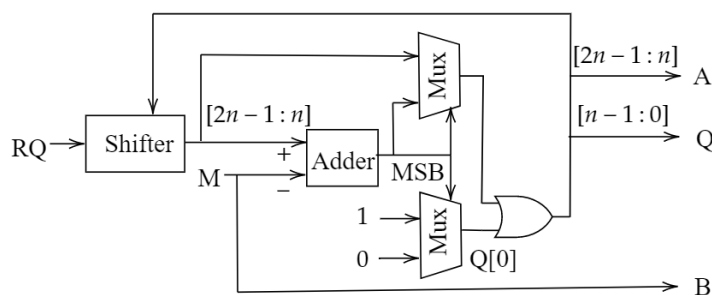 [2n − 1 : n]
A
Mux
[2n − 1 : n]
[n − 1 : 0]
RQ
Shifter
+
Adder
Q
M
−
MSB
1
Mux
0
Q[0]
B